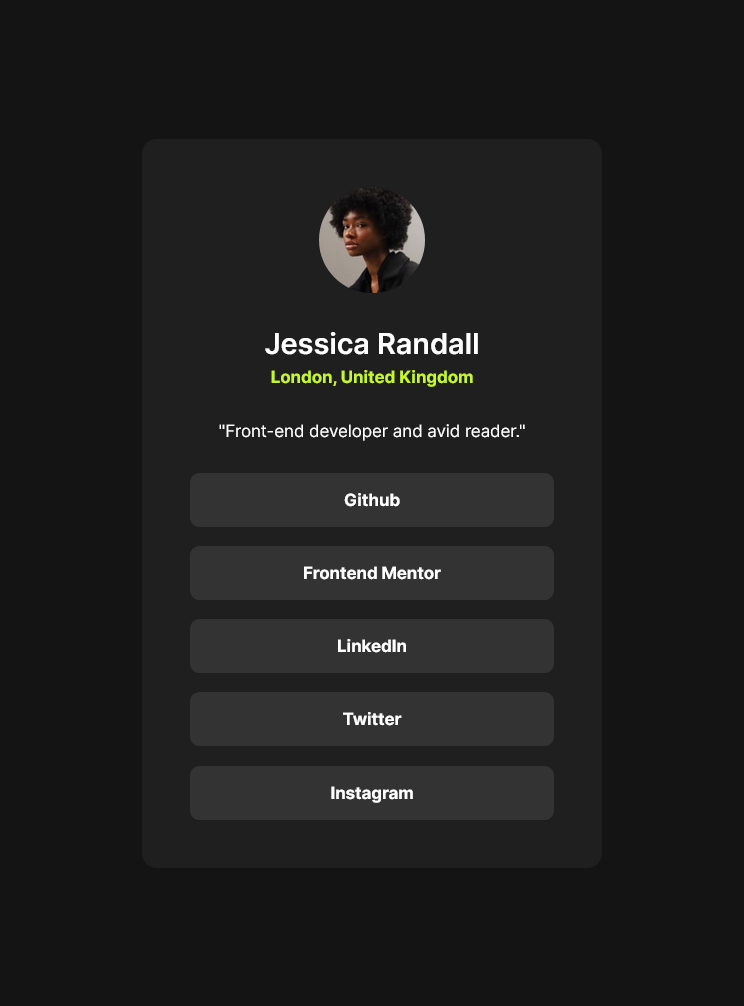 Jessica Randall
London, United Kingdom
"Front-end developer and avid reader."
Github
Frontend Mentor
LinkedIn
Twitter
Instagram